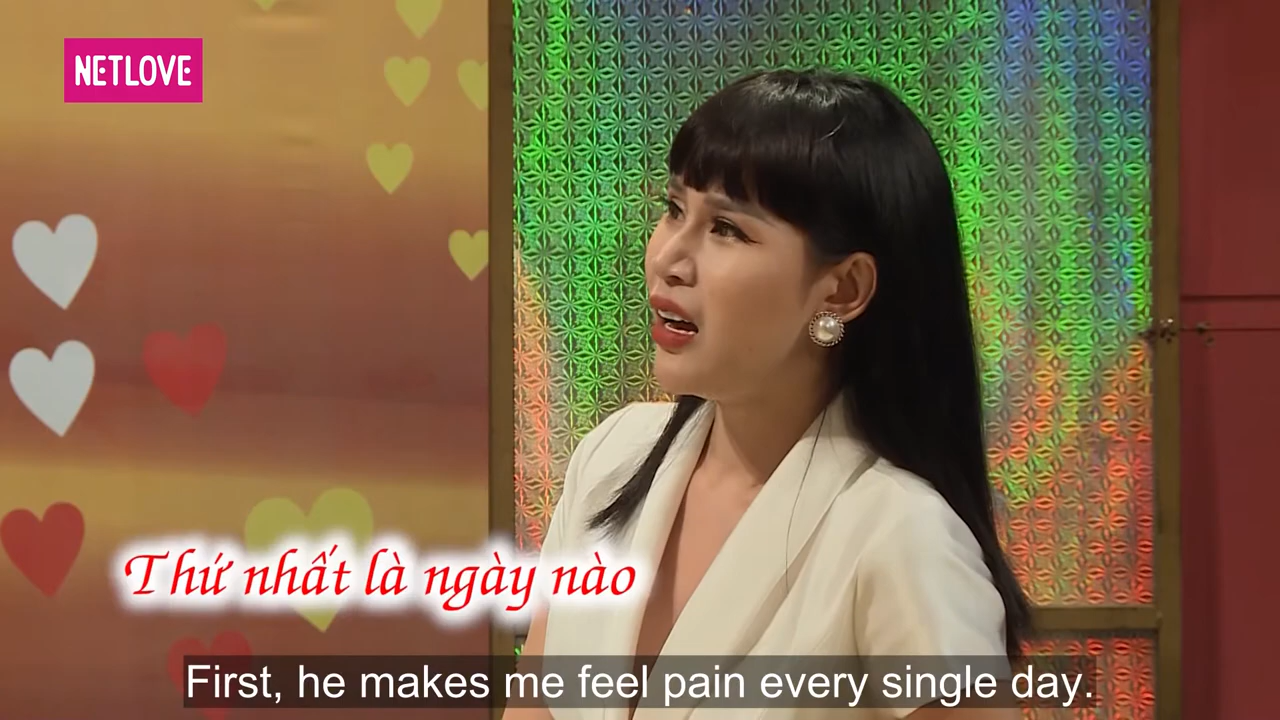 NETLOVE
Thứ nhất là ngày nào
First, he makes me feel pain every single day.